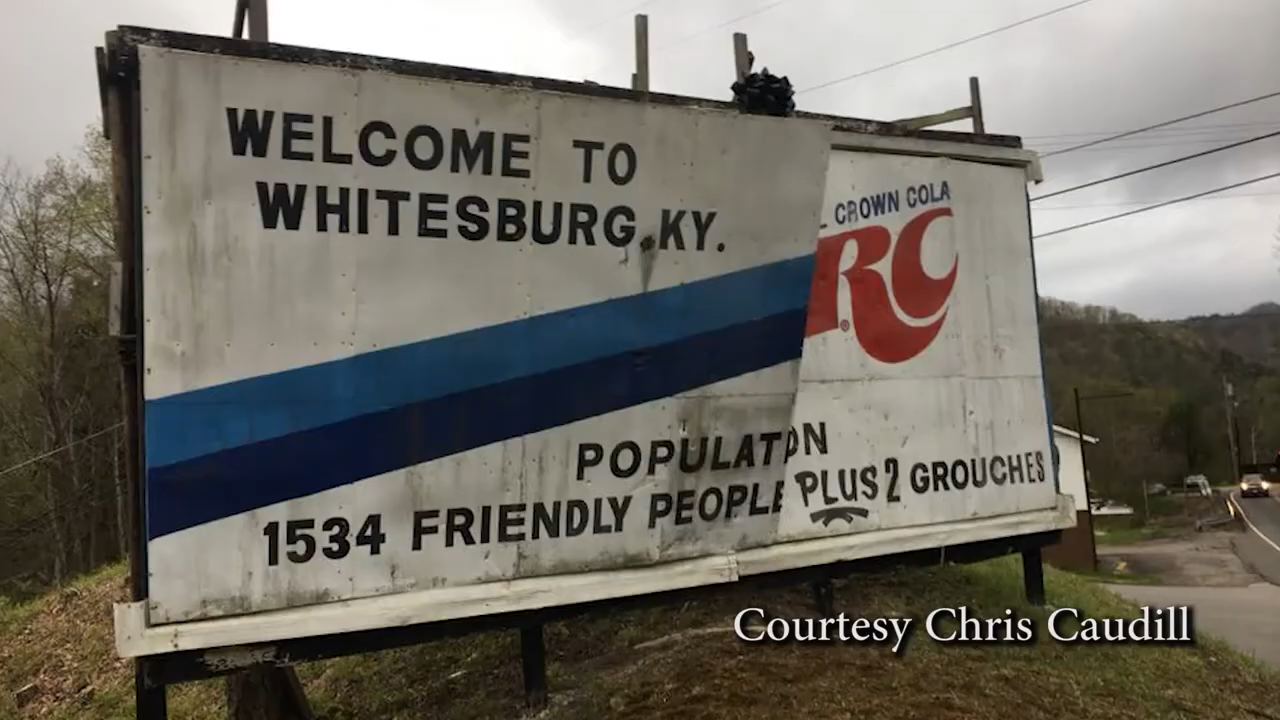 WELCOME TO
WHITESBURG, KY.
CROWN COLA
RC
®
POPULATON
1534 FRIENDLY PEOPLE PLUS 2 GROUCHES
Courtesy Chris Caudill